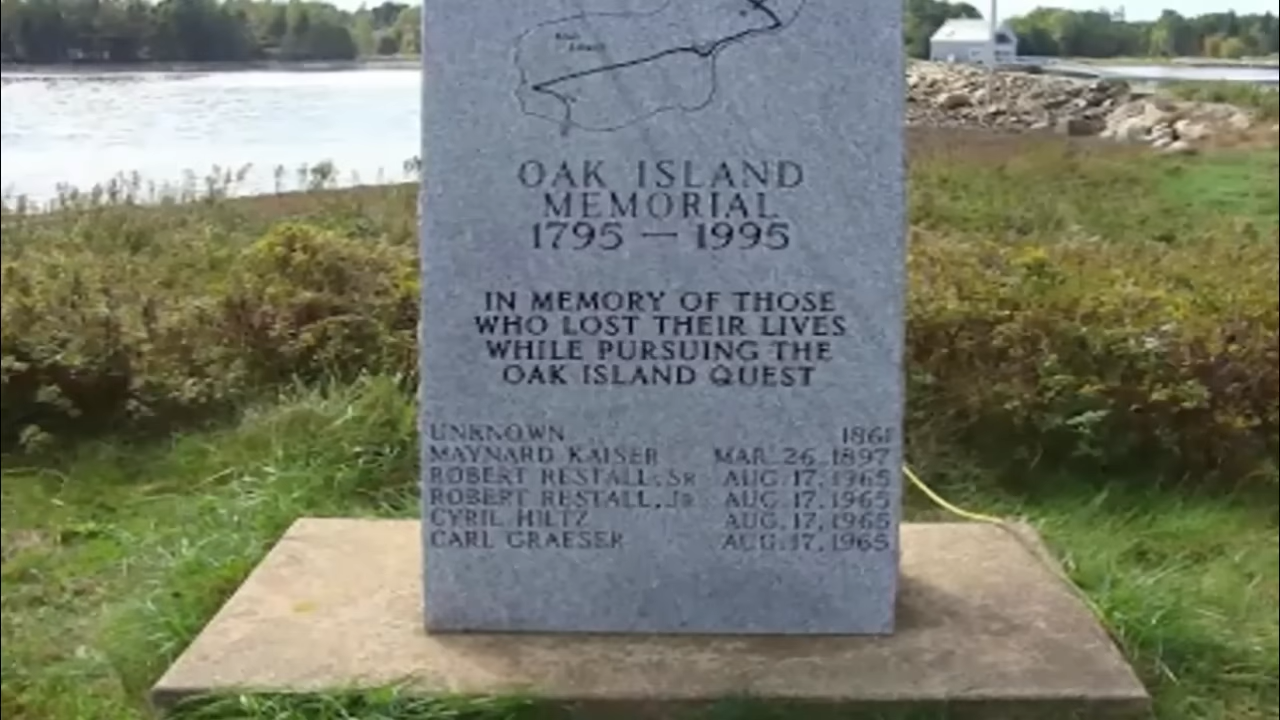 OAK ISLAND
MEMORIAL
1795 — 1995
IN MEMORY OF THOSE
WHO LOST THEIR LIVES
WHILE PURSUING THE
OAK ISLAND QUEST
UNKNOWN 1861
MAYNARD KAISER MAR. 26, 1897
ROBERT RESTALL, SR AUG. 17, 1965
ROBERT RESTALL, JR AUG. 17, 1965
CYRIL HILTZ AUG. 17, 1965
CARL GRAESER AUG. 17, 1965